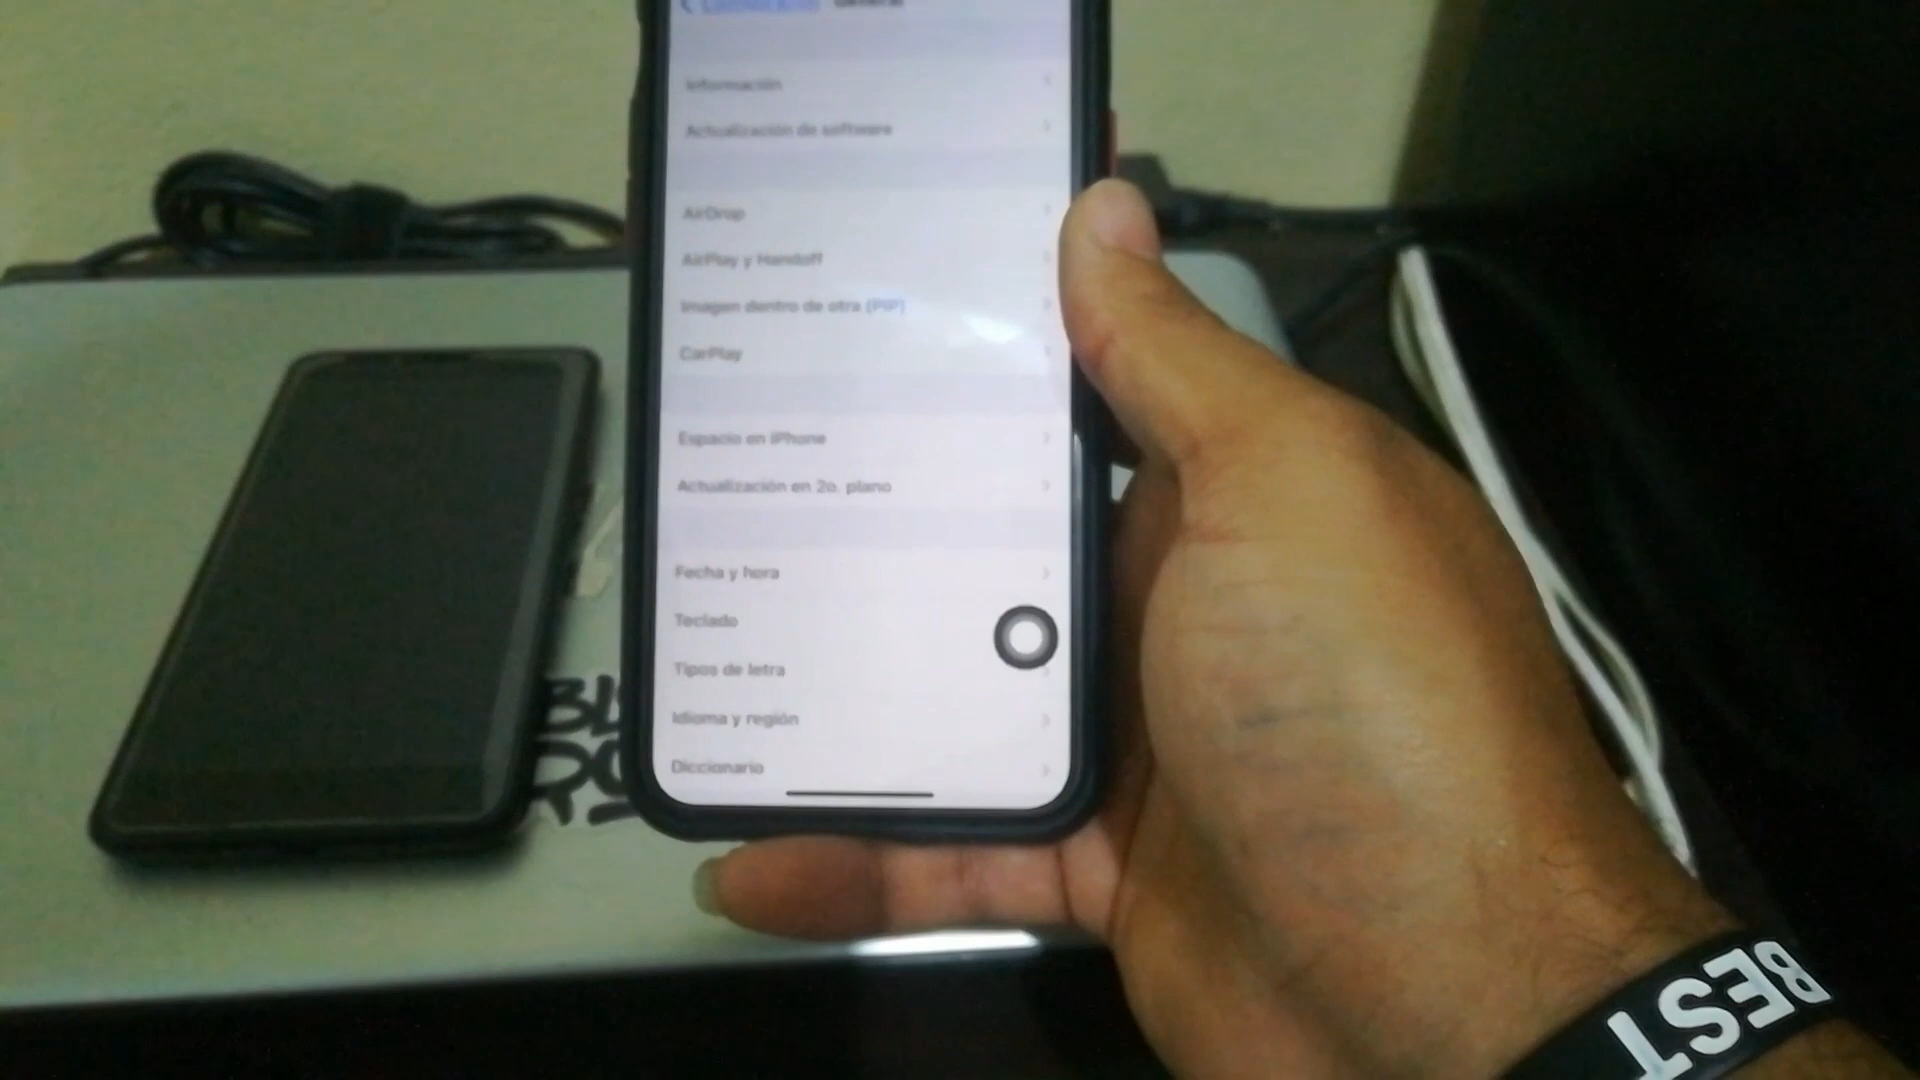 General
Información
Actualización de software
AirDrop
AirPlay y Handoff
Imagen dentro de otra (PIP)
CarPlay
Espacio en iPhone
Actualización en 2o. plano
Fecha y hora
Teclado
Tipos de letra
Idioma y región
Diccionario
BEST